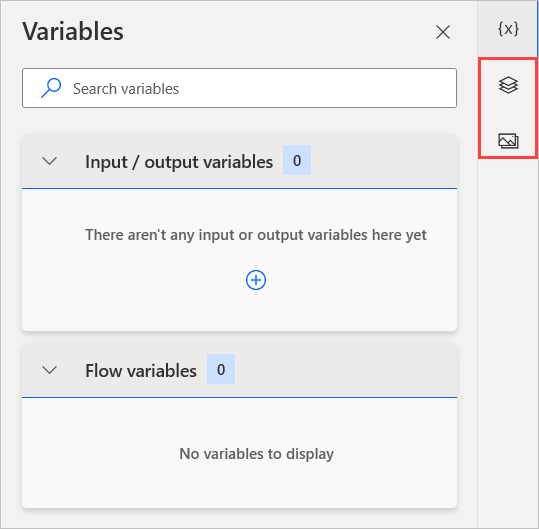 Variables
{x}
Search variables
Input / output variables 0
There aren't any input or output variables here yet
Flow variables 0
No variables to display